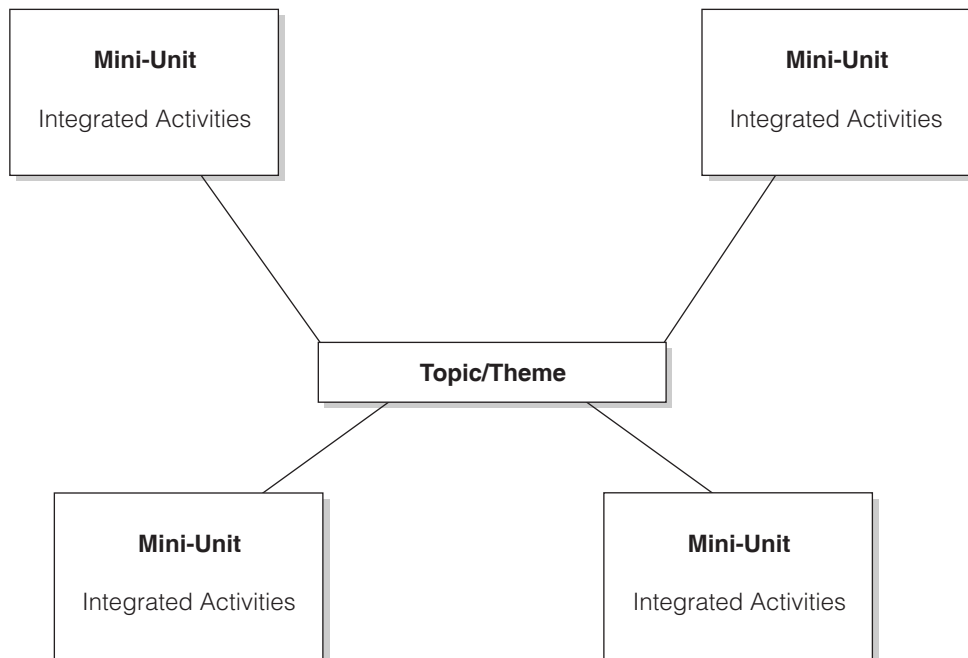 Mini-Unit
Integrated Activities
Mini-Unit
Integrated Activities
Topic/Theme
Mini-Unit
Integrated Activities
Mini-Unit
Integrated Activities